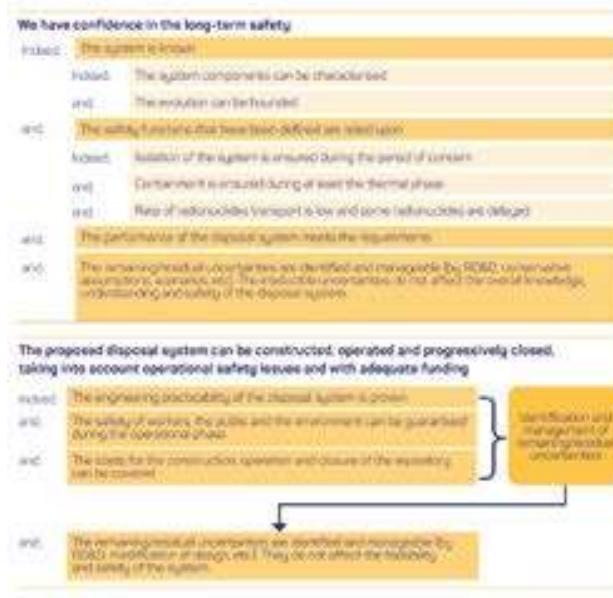 We have confidence in the long-term safety
Indeed: The system is known
Indeed: The system components can be characterised
and: The evolution can be bounded
and: The safety functions that have been defined are relied upon
Indeed: Isolation of the system is ensured during the period of concern
and: Containment is ensured during at least the thermal phase
and: Rate of radionuclides transport is low and some radionuclides are delayed
and: The performance of the disposal system meets the requirements
and: The remaining/residual uncertainties are identified and manageable (by RD&D, conservative
assumptions, scenarios, etc). The irreducible uncertainties do not affect the overall knowledge,
understanding and safety of the disposal system.
The proposed disposal system can be constructed, operated and progressively closed,
taking into account operational safety issues and with adequate funding
Indeed: The engineering practicability of the disposal system is proven
and: The safety of workers, the public and the environment can be guaranteed
during the operational phase
and: The costs for the construction, operation and closure of the repository
can be covered
Identification and
management of
remaining/residual
uncertainties
and: The remaining/residual uncertainties are identified and manageable (by
RD&D, modification of design, etc.). They do not affect the feasibility
and safety of the system.